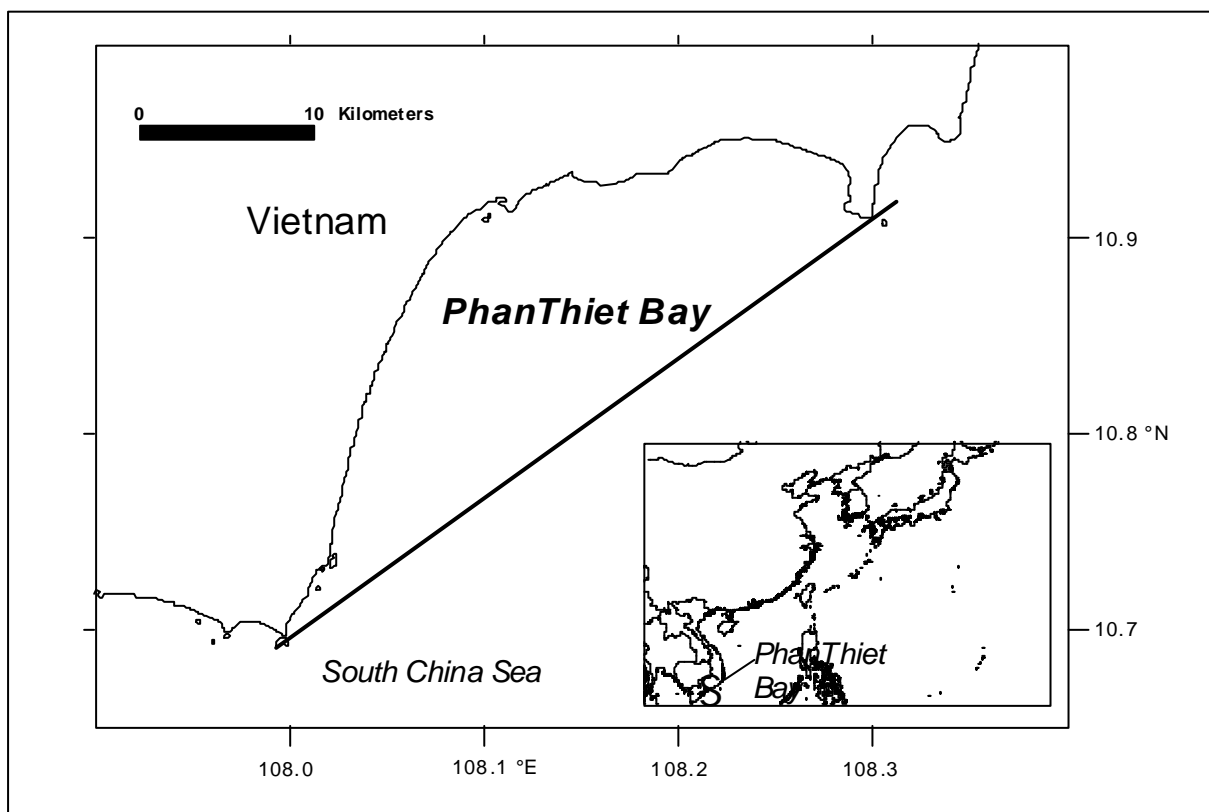 0 10 Kilometers
Vietnam
10.9
PhanThiet Bay
10.8 °N
PhanThiet
Bay
10.7
South China Sea
108.0 108.1 °E 108.2 108.3